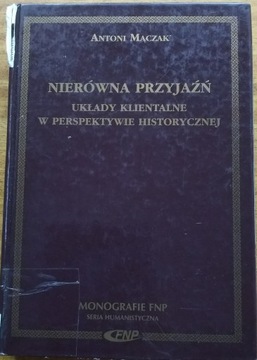 ANTONI MĄCZAK
NIERÓWNA PRZYJAŹŃ
UKŁADY KLIENTALNE
W PERSPEKTYWIE HISTORYCZNEJ
MONOGRAFIE FNP
SERIA HUMANISTYCZNA
FNP